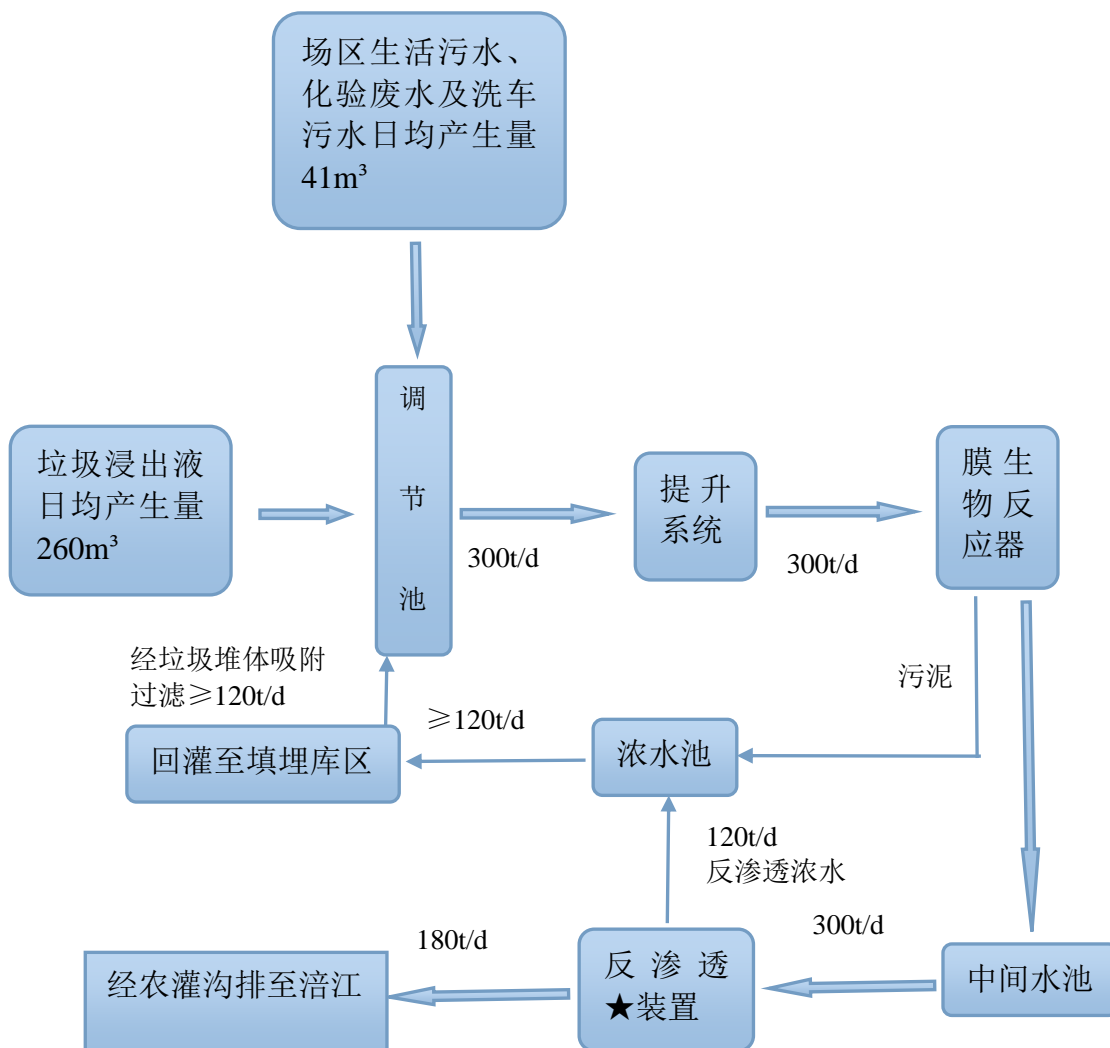 场区生活污水、
化验废水及洗车
污水日均产生量
41m³
调
节
池
垃圾浸出液
日均产生量
260m³
300t/d
提升
系统
300t/d
膜生
物反
应器
经垃圾堆体吸附
过滤≥120t/d
≥120t/d
污泥
回灌至填埋库区
浓水池
120t/d
反渗透浓水
300t/d
180t/d
经农灌沟排至涪江
反渗透
★装置
中间水池